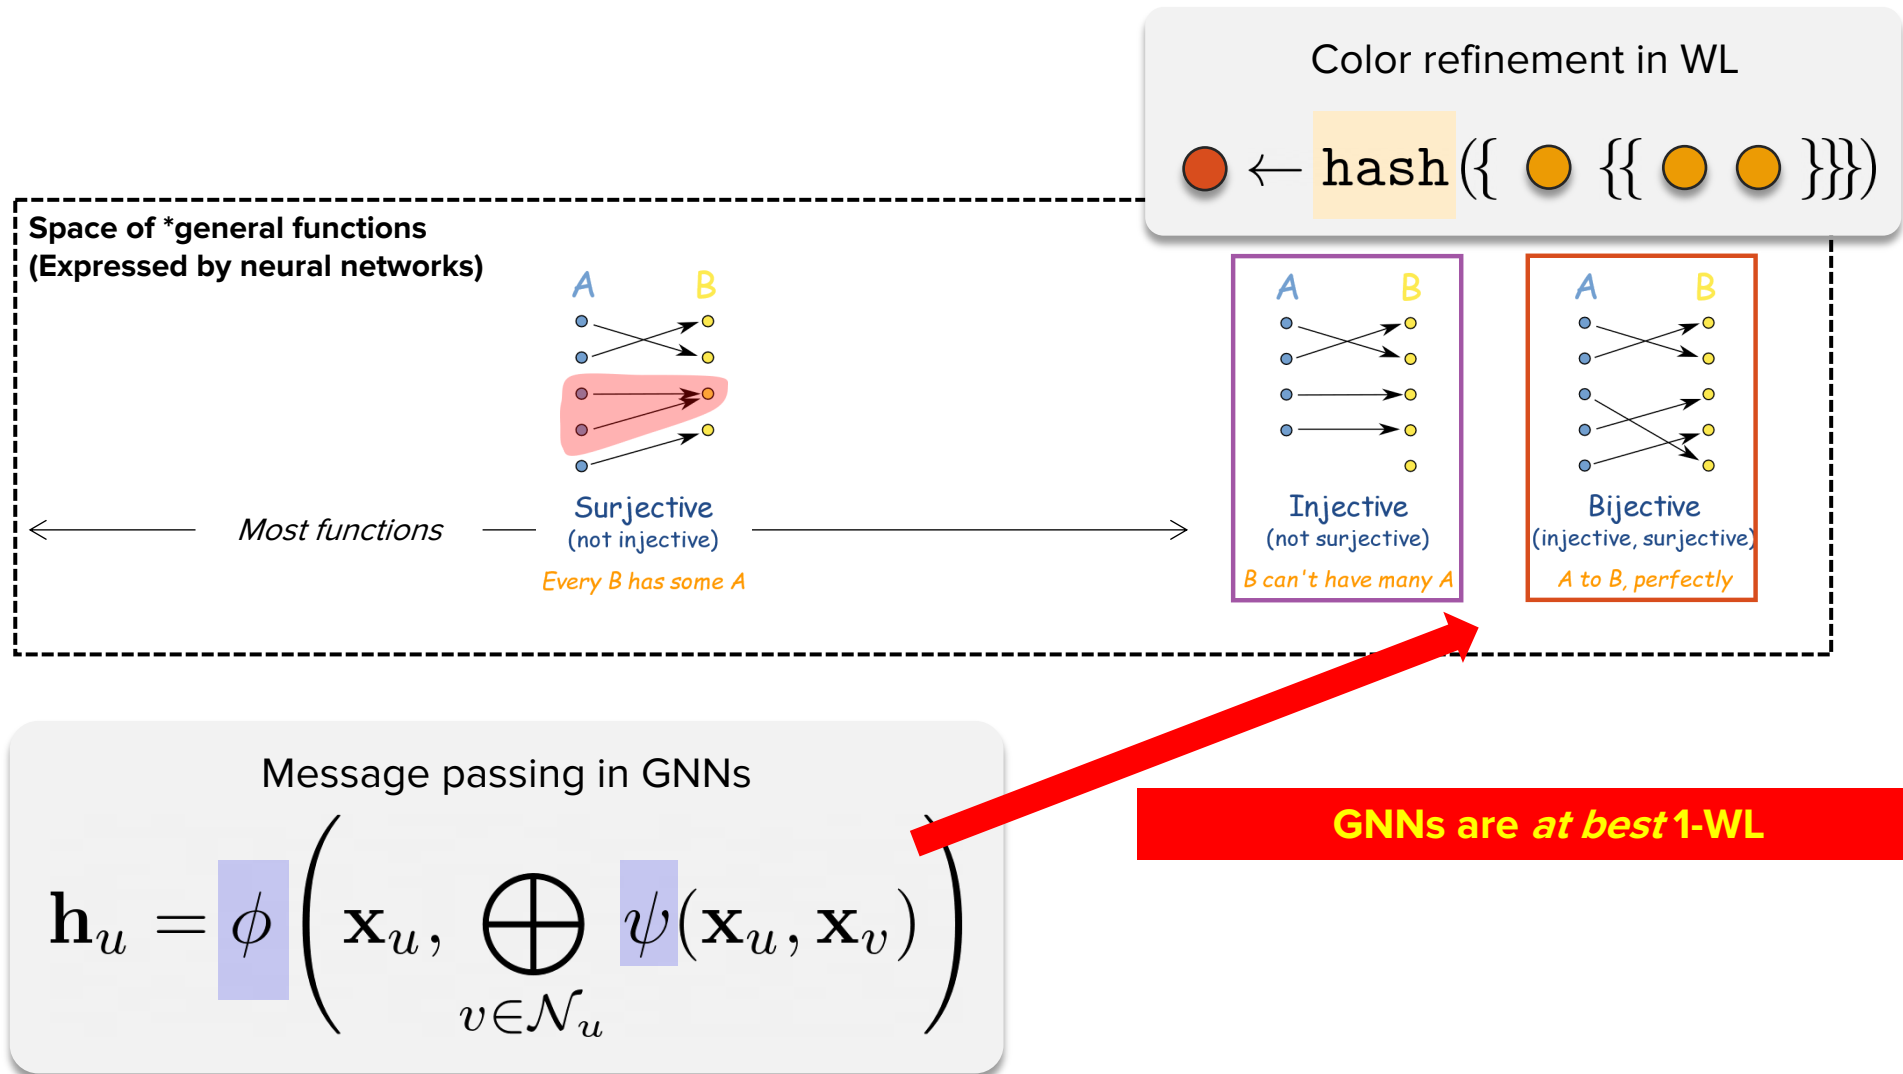 Color refinement in WL
← hash({ {{ }}}})
Space of *general functions
(Expressed by neural networks)
A B
Surjective
(not injective)
Every B has some A
A B
Injective
(not surjective)
B can't have many A
A B
Bijective
(injective, surjective)
A to B, perfectly
Most functions
Message passing in GNNs
h_u = ϕ ( x_u, ⨁_{v∈𝒩_u} ψ(x_u, x_v) )
GNNs are at best 1-WL